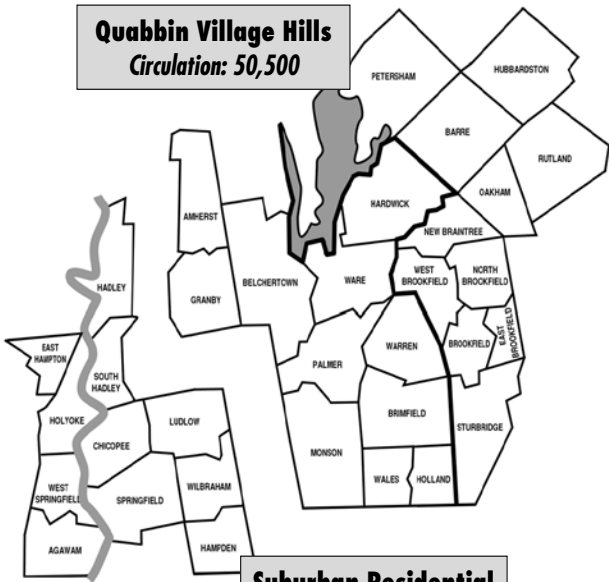 Quabbin Village Hills
Circulation: 50,500
PETERSHAM
HUBBARDSTON
BARRE
RUTLAND
OAKHAM
HARDWICK
NEW BRAINTREE
AMHERST
HADLEY
GRANBY
BELCHERTOWN
WARE
WEST
BROOKFIELD
NORTH
BROOKFIELD
EAST
HAMPTON
SOUTH
HADLEY
PALMER
WARREN
BROOKFIELD
EAST
BROOKFIELD
HOLYOKE
CHICOPEE
LUDLOW
MONSON
BRIMFIELD
STURBRIDGE
WEST
SPRINGFIELD
SPRINGFIELD
WILBRAHAM
WALES
HOLLAND
AGAWAM
HAMPDEN
Suburban Residential